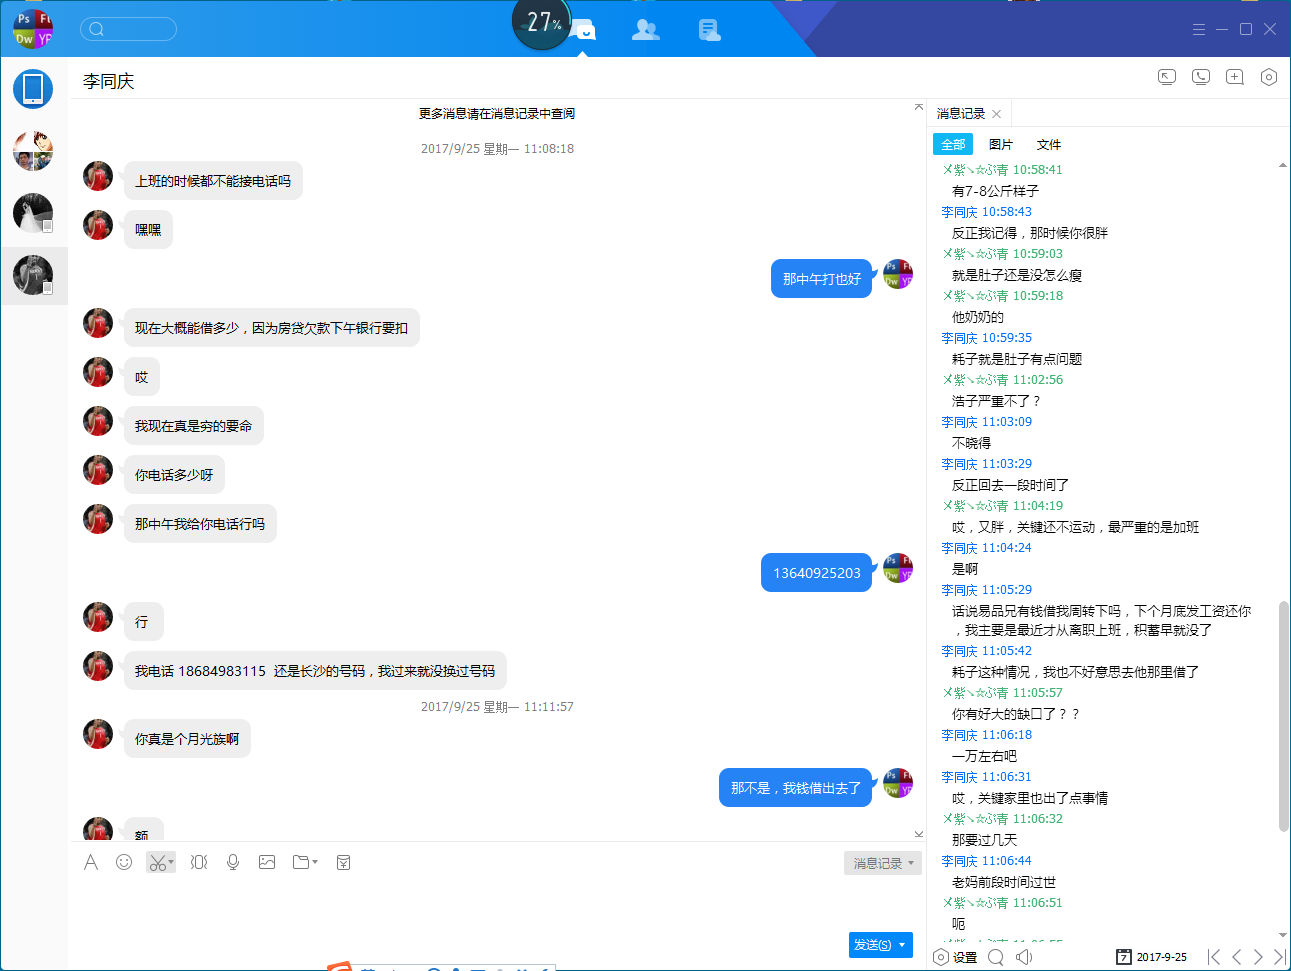 27%
李同庆
更多消息请在消息记录中查阅
2017/9/25 星期一 11:08:18
上班的时候都不能接电话吗
嘿嘿
那中午打也好
现在大概能借多少，因为房贷欠款下午银行要扣
哎
我现在真是穷的要命
你电话多少呀
那中午我给你电话行吗
13640925203
行
我电话 18684983115  还是长沙的号码，我过来就没换过号码
2017/9/25 星期一 11:11:57
你真是个月光族啊
那不是，我钱借出去了
额
消息记录
发送(S)
消息记录
全部 图片 文件
乄紫↘☆ぷ青 10:58:41
有7-8公斤样子
李同庆 10:58:43
反正我记得，那时候你很胖
乄紫↘☆ぷ青 10:59:03
就是肚子还是没怎么瘦
乄紫↘☆ぷ青 10:59:18
他奶奶的
李同庆 10:59:35
耗子就是肚子有点问题
乄紫↘☆ぷ青 11:02:56
浩子严重不了？
李同庆 11:03:09
不晓得
李同庆 11:03:29
反正回去一段时间了
乄紫↘☆ぷ青 11:04:19
哎，又胖，关键还不运动，最严重的是加班
李同庆 11:04:24
是啊
李同庆 11:05:29
话说易品兄有钱借我周转下吗，下个月底发工资还你
，我主要是最近才从离职上班，积蓄早就没了
李同庆 11:05:42
耗子这种情况，我也不好意思去他那里借了
乄紫↘☆ぷ青 11:05:57
你有好大的缺口了？？
李同庆 11:06:18
一万左右吧
李同庆 11:06:31
哎，关键家里也出了点事情
乄紫↘☆ぷ青 11:06:32
那要过几天
李同庆 11:06:44
老妈前段时间过世
乄紫↘☆ぷ青 11:06:51
呃
设置
7 2017-9-25